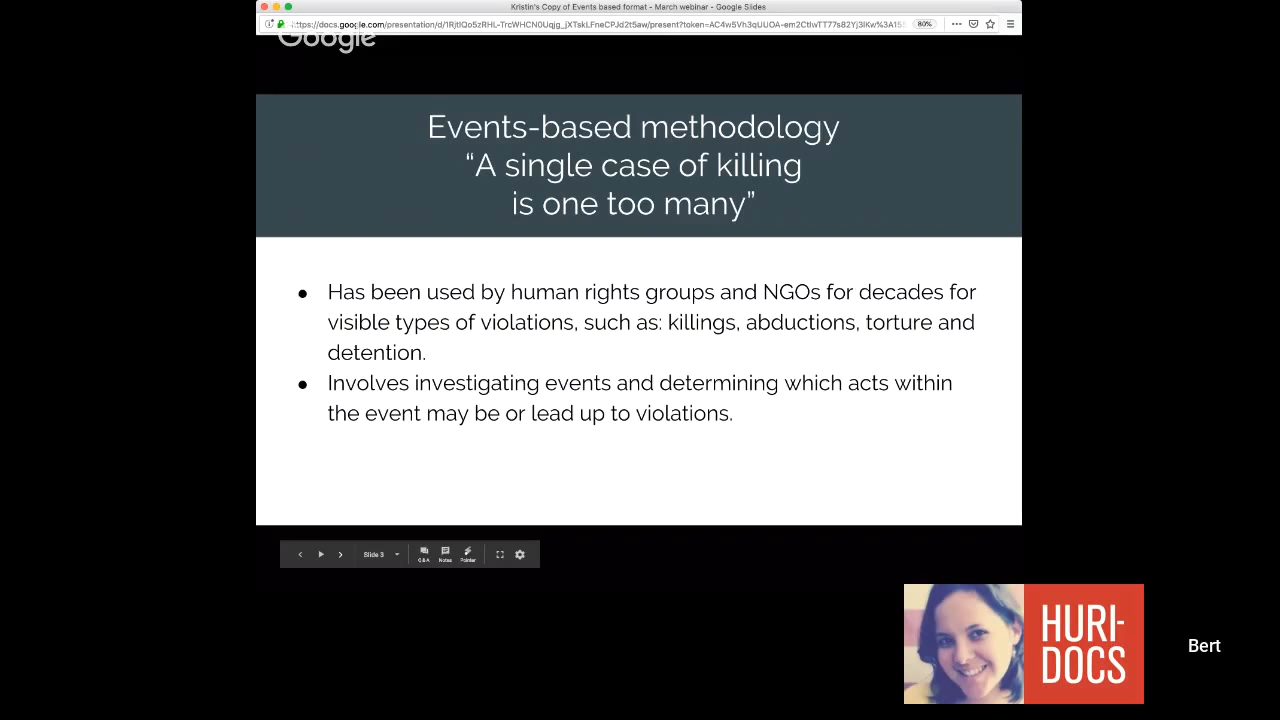 Kristin's Copy of Events based format - March webinar - Google Slides
80%
Google
Events-based methodology
“A single case of killing
is one too many”
● Has been used by human rights groups and NGOs for decades for
visible types of violations, such as: killings, abductions, torture and
detention.
● Involves investigating events and determining which acts within
the event may be or lead up to violations.
Slide 3
Q&A Notes Pointer
HURI-
DOCS
Bert